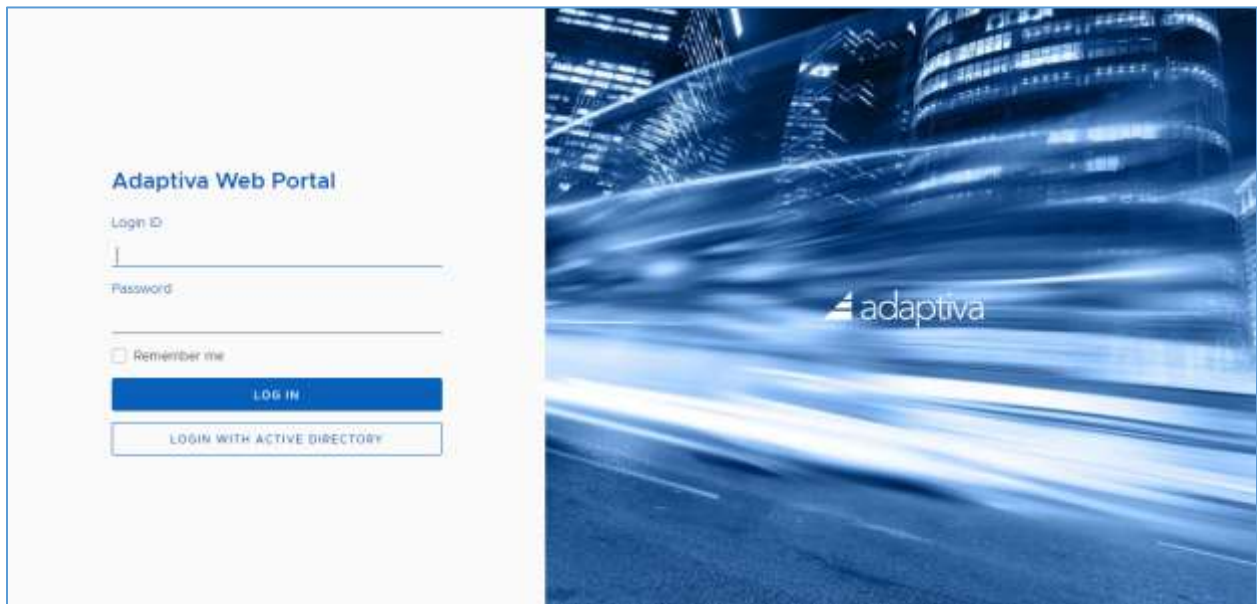 Adaptiva Web Portal
Login ID
Password
Remember me
LOG IN
LOGIN WITH ACTIVE DIRECTORY
adaptiva